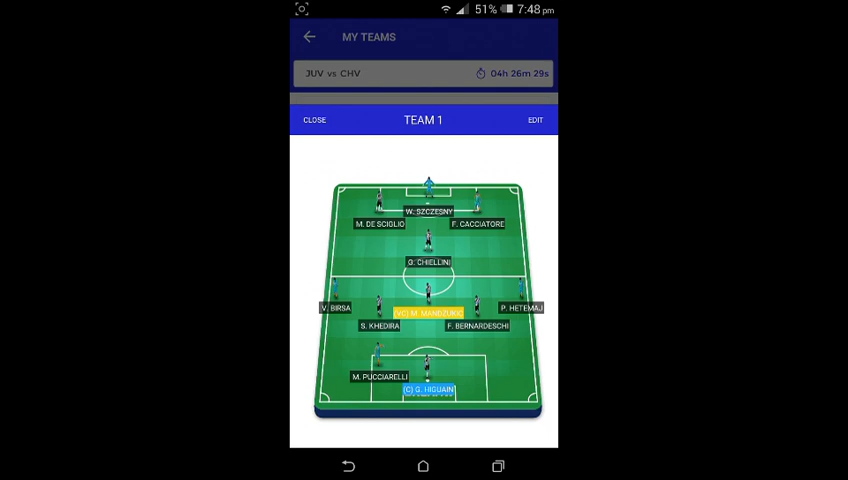 51% 7:48 pm
MY TEAMS
JUV vs CHV 04h 26m 29s
CLOSE TEAM 1 EDIT
W. SZCZESNY
M. DE SCIGLIO F. CACCIATORE
G. CHIELLINI
V. BIRSA (VC) M. MANDZUKIC P. HETEMAJ
S. KHEDIRA F. BERNARDESCHI
M. PUCCIARELLI
(C) G. HIGUAIN